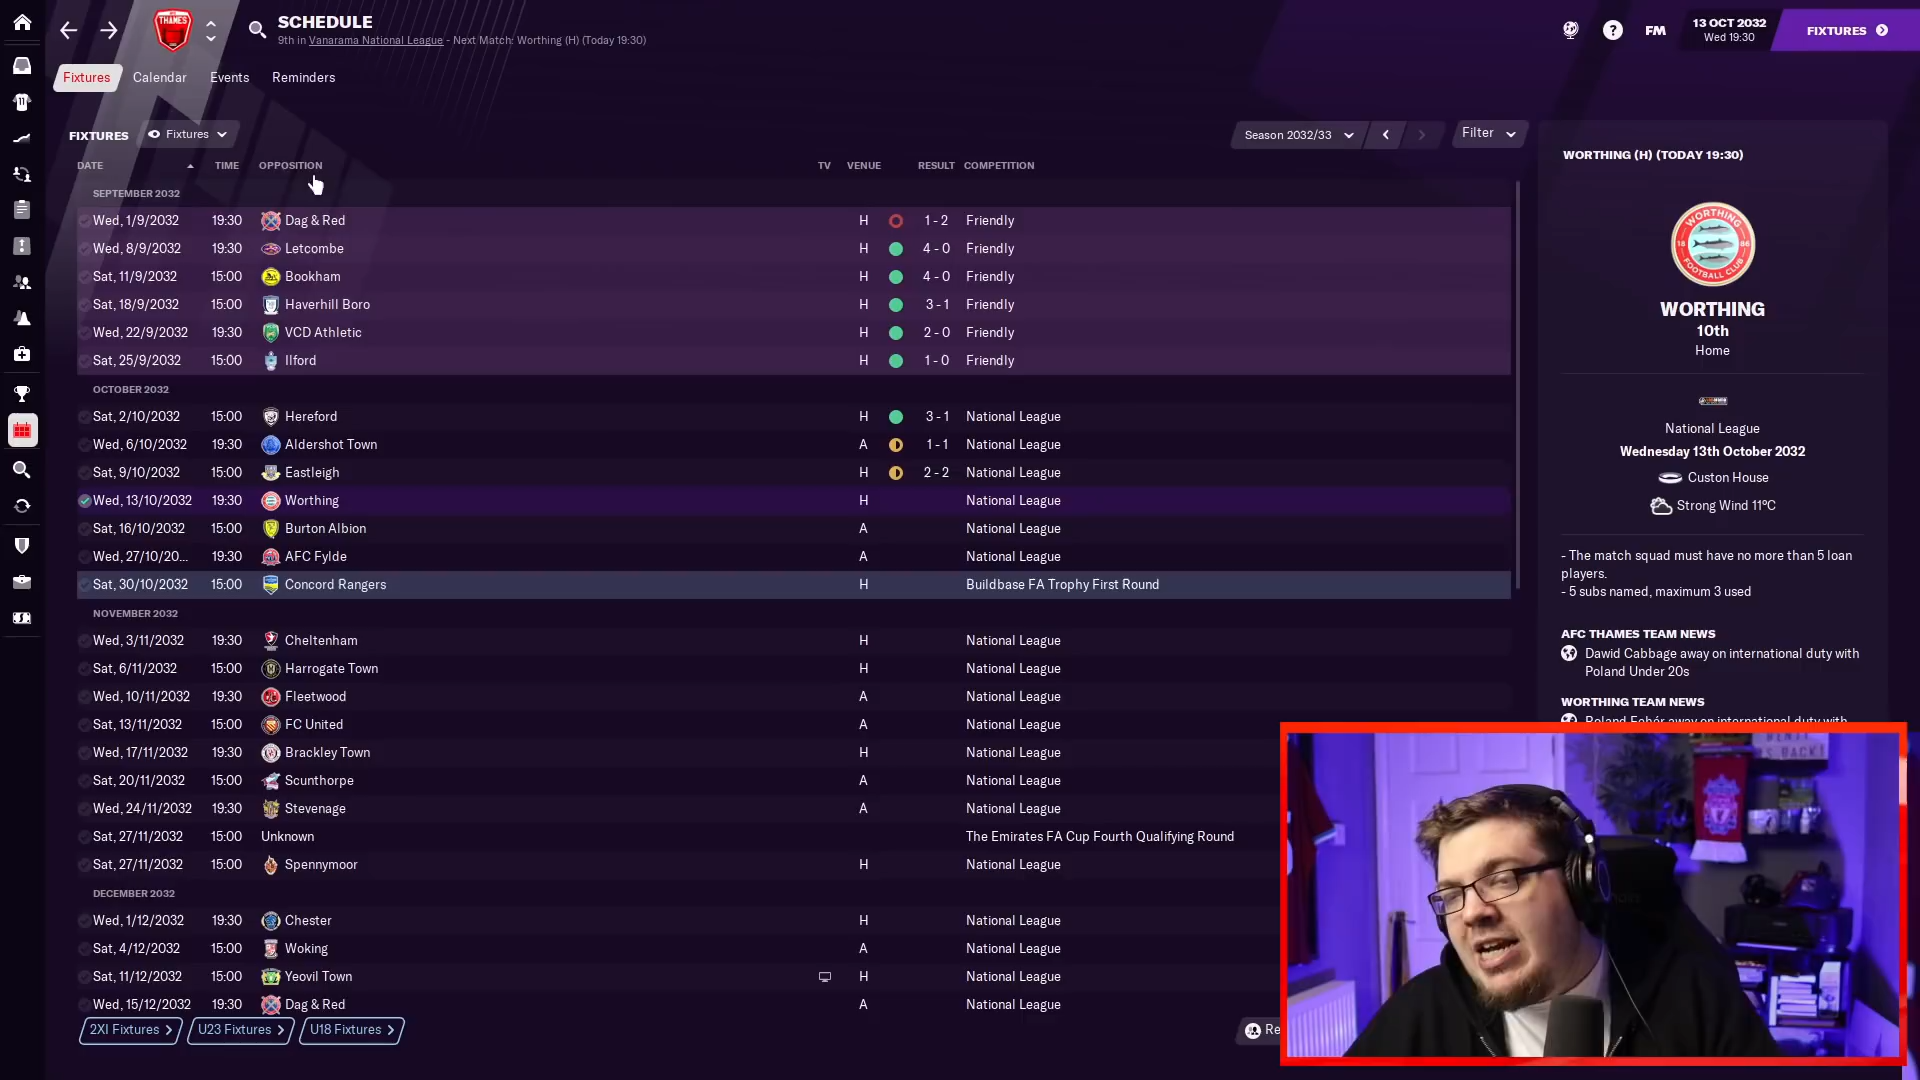 THAMES
SCHEDULE
9th in Vanarama National League - Next Match: Worthing (H) (Today 19:30)
FM
13 OCT 2032
Wed 19:30
FIXTURES
Fixtures Calendar Events Reminders
FIXTURES Fixtures
Season 2032/33
Filter
DATE TIME OPPOSITION TV VENUE RESULT COMPETITION
SEPTEMBER 2032
Wed, 1/9/2032 19:30 Dag & Red H 1 - 2 Friendly
Wed, 8/9/2032 19:30 Letcombe H 4 - 0 Friendly
Sat, 11/9/2032 15:00 Bookham H 4 - 0 Friendly
Sat, 18/9/2032 15:00 Haverhill Boro H 3 - 1 Friendly
Wed, 22/9/2032 19:30 VCD Athletic H 2 - 0 Friendly
Sat, 25/9/2032 15:00 Ilford H 1 - 0 Friendly
OCTOBER 2032
Sat, 2/10/2032 15:00 Hereford H 3 - 1 National League
Wed, 6/10/2032 19:30 Aldershot Town A 1 - 1 National League
Sat, 9/10/2032 15:00 Eastleigh H 2 - 2 National League
Wed, 13/10/2032 19:30 Worthing H National League
Sat, 16/10/2032 15:00 Burton Albion A National League
Wed, 27/10/20... 19:30 AFC Fylde A National League
Sat, 30/10/2032 15:00 Concord Rangers H Buildbase FA Trophy First Round
NOVEMBER 2032
Wed, 3/11/2032 19:30 Cheltenham H National League
Sat, 6/11/2032 15:00 Harrogate Town H National League
Wed, 10/11/2032 19:30 Fleetwood A National League
Sat, 13/11/2032 15:00 FC United A National League
Wed, 17/11/2032 19:30 Brackley Town H National League
Sat, 20/11/2032 15:00 Scunthorpe A National League
Wed, 24/11/2032 19:30 Stevenage A National League
Sat, 27/11/2032 15:00 Unknown The Emirates FA Cup Fourth Qualifying Round
Sat, 27/11/2032 15:00 Spennymoor H National League
DECEMBER 2032
Wed, 1/12/2032 19:30 Chester H National League
Sat, 4/12/2032 15:00 Woking A National League
Sat, 11/12/2032 15:00 Yeovil Town H National League
Wed, 15/12/2032 19:30 Dag & Red A National League
2XI Fixtures U23 Fixtures U18 Fixtures
Re
WORTHING (H) (TODAY 19:30)
WORTHING
18 86
FOOTBALL CLUB
WORTHING
10th
Home
National League
Wednesday 13th October 2032
Custon House
Strong Wind 11ºC
- The match squad must have no more than 5 loan
players.
- 5 subs named, maximum 3 used
AFC THAMES TEAM NEWS
Dawid Cabbage away on international duty with
Poland Under 20s
WORTHING TEAM NEWS
Roland Fehér away on international duty with
BACK!